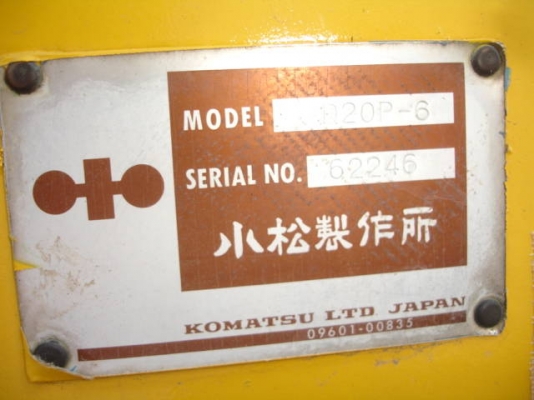 MODEL 120P-6
SERIAL NO. 62246
小松製作所
KOMATSU LTD. JAPAN
09601-00835